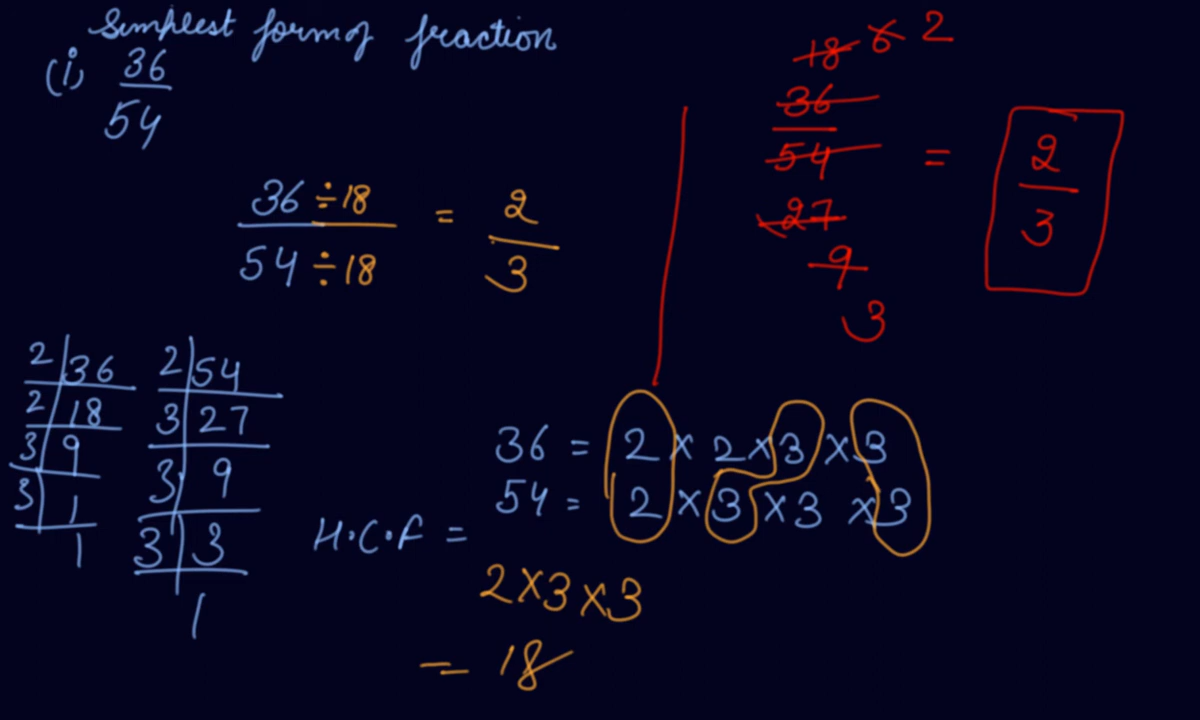 Simplest form of fraction
(i) 36
54
36 ÷ 18 = 2
54 ÷ 18 3
18 6 2
36
54 = 2
3
27
9
3
2 36
2 18
3 9
3 1
1
2 54
3 27
3 9
3 3
1
36 = 2 × 2 × 3 × 3
54 = 2 × 3 × 3 × 3
H.C.F =
2×3×3
= 18